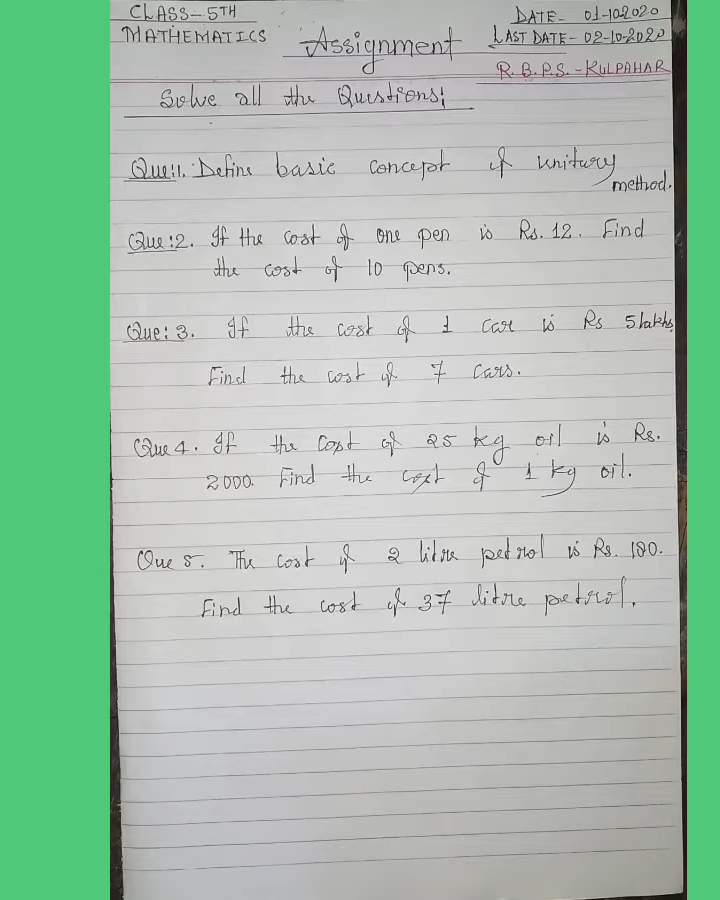 CLASS-5TH
DATE- 01-102020
MATHEMATICS
Assignment
LAST DATE- 02-10-2020
R.B.P.S.-KULPAHAR
Solve all the Questions:
Que:1. Define basic concept of unitary
method.
Que:2. If the cost of one pen is Rs. 12. Find
the cost of 10 pens.
Que: 3. If the cost of 1 car is Rs 5 lakhs
Find the cost of 7 cars.
Que 4. If the cost of 25 kg oil is Rs.
2000. Find the cost of 1 kg oil.
Que 5. The cost of 2 litre petrol is Rs. 180.
Find the cost of 37 litre petrol.